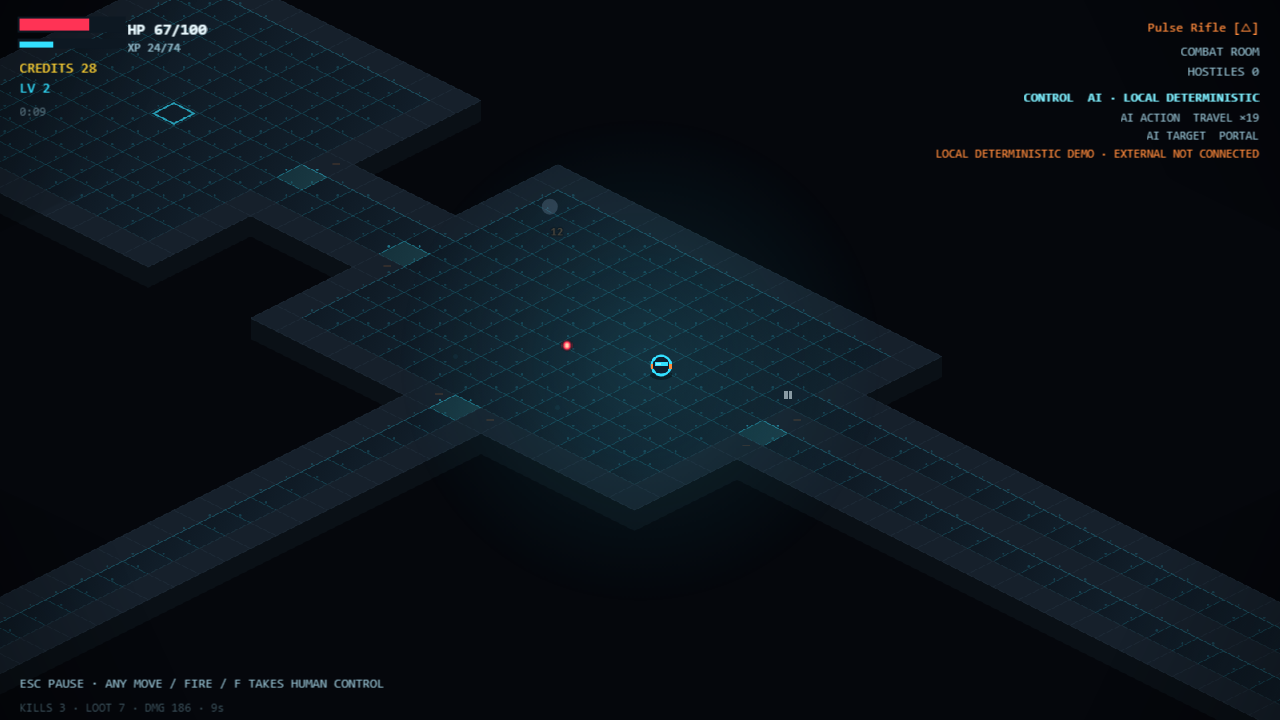 HP 67/100
XP 24/74
CREDITS 28
LV 2
0:09
Pulse Rifle [△]
COMBAT ROOM
HOSTILES 0
CONTROL AI · LOCAL DETERMINISTIC
AI ACTION TRAVEL ×19
AI TARGET PORTAL
LOCAL DETERMINISTIC DEMO · EXTERNAL NOT CONNECTED
12
ESC PAUSE · ANY MOVE / FIRE / F TAKES HUMAN CONTROL
KILLS 3 · LOOT 7 · DMG 186 · 9s